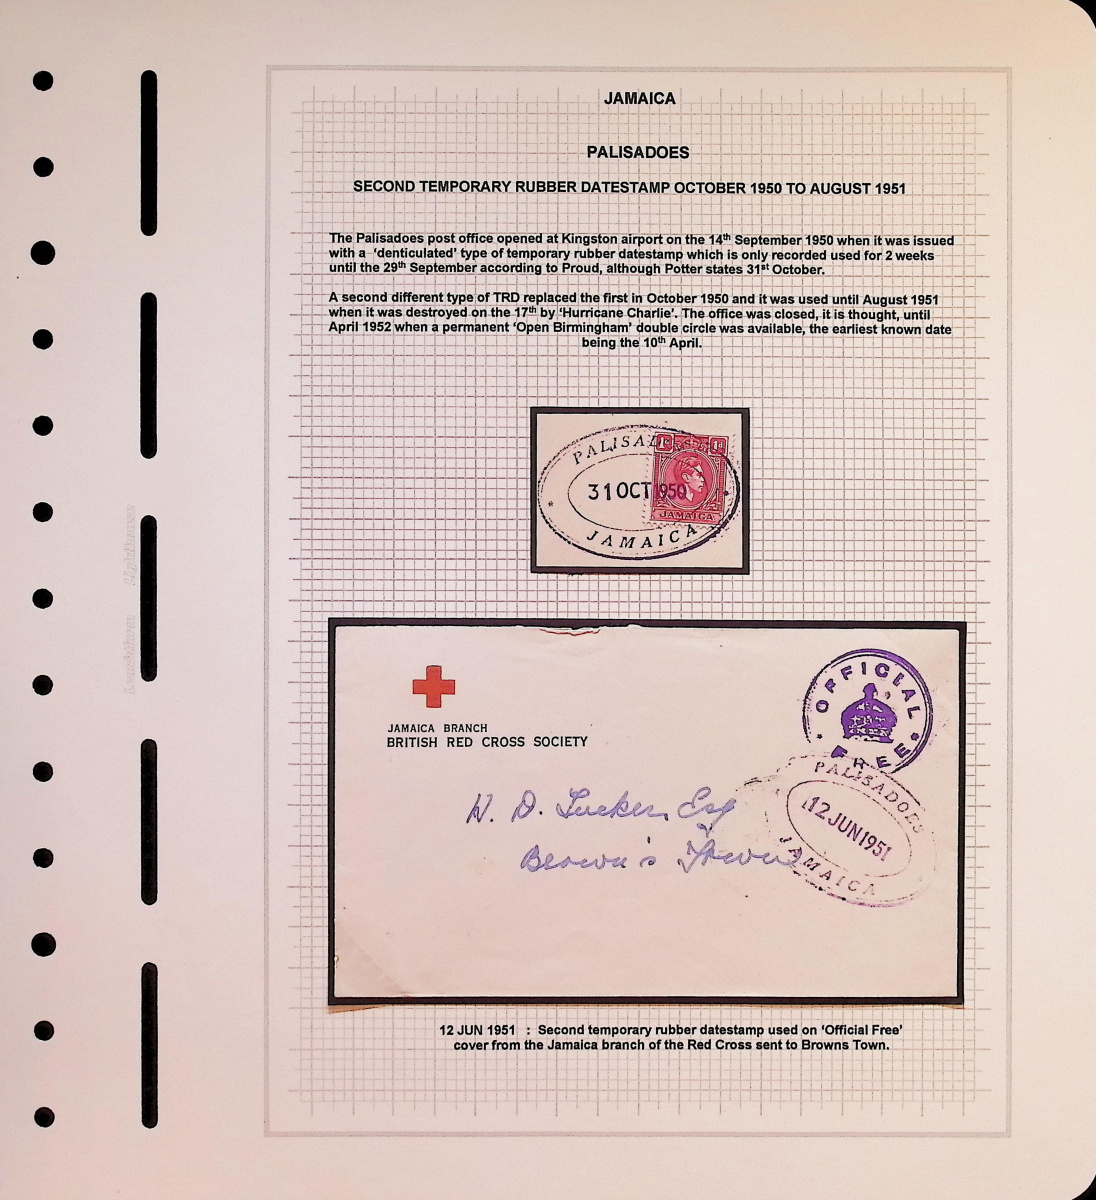 JAMAICA
PALISADOES
SECOND TEMPORARY RUBBER DATESTAMP OCTOBER 1950 TO AUGUST 1951
The Palisadoes post office opened at Kingston airport on the 14th September 1950 when it was issued
with a 'denticulated' type of temporary rubber datestamp which is only recorded used for 2 weeks
until the 29th September according to Proud, although Potter states 31st October.
A second different type of TRD replaced the first in October 1950 and it was used until August 1951
when it was destroyed on the 17th by 'Hurricane Charlie'. The office was closed, it is thought, until
April 1952 when a permanent 'Open Birmingham' double circle was available, the earliest known date
being the 10th April.
PALISAD
1d 1d
31 OCT 1950
JAMAICA
JAMAICA
OFFICIAL
FREE
JAMAICA BRANCH
BRITISH RED CROSS SOCIETY
PALISADOES
12 JUN 1951
JAMAICA
D. Tucker, Esq
Brown's Town
12 JUN 1951 : Second temporary rubber datestamp used on 'Official Free'
cover from the Jamaica branch of the Red Cross sent to Browns Town.